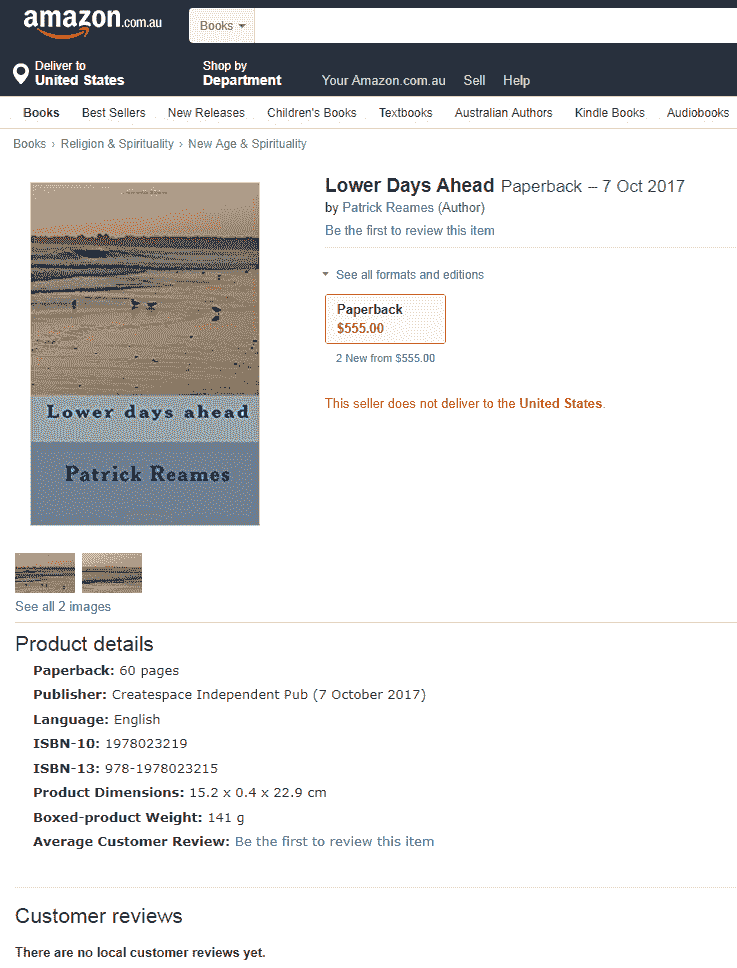 amazon.com.au
Books
Deliver to
United States
Shop by
Department
Your Amazon.com.au Sell Help
Books Best Sellers New Releases Children's Books Textbooks Australian Authors Kindle Books Audiobooks
Books › Religion & Spirituality › New Age & Spirituality
Lower Days Ahead Paperback – 7 Oct 2017
by Patrick Reames (Author)
Be the first to review this item
See all formats and editions
Paperback
$555.00
2 New from $555.00
This seller does not deliver to the United States.
Lower days ahead
Patrick Reames
See all 2 images
Product details
Paperback: 60 pages
Publisher: Createspace Independent Pub (7 October 2017)
Language: English
ISBN-10: 1978023219
ISBN-13: 978-1978023215
Product Dimensions: 15.2 x 0.4 x 22.9 cm
Boxed-product Weight: 141 g
Average Customer Review: Be the first to review this item
Customer reviews
There are no local customer reviews yet.